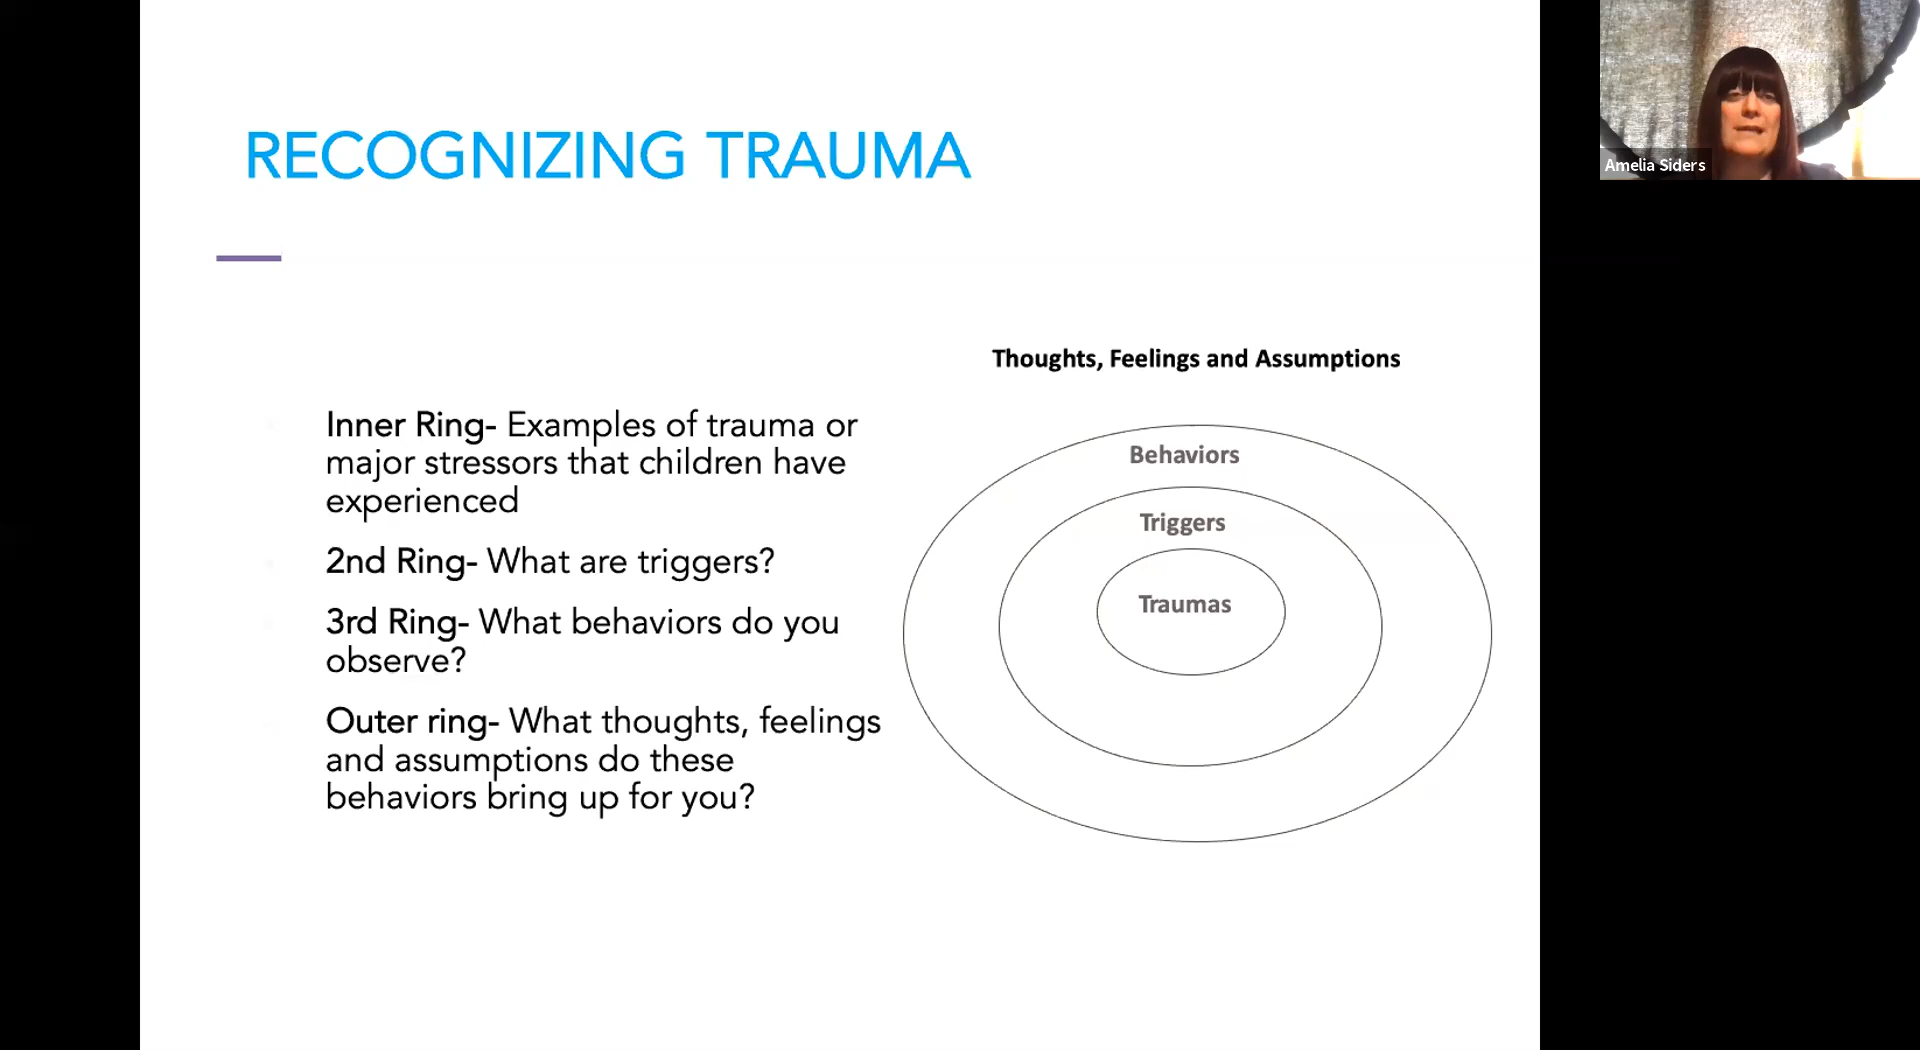 RECOGNIZING TRAUMA
Inner Ring- Examples of trauma or
major stressors that children have
experienced
2nd Ring- What are triggers?
3rd Ring- What behaviors do you
observe?
Outer ring- What thoughts, feelings
and assumptions do these
behaviors bring up for you?
Thoughts, Feelings and Assumptions
Behaviors
Triggers
Traumas
Amelia Siders